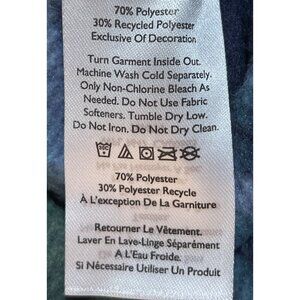 70% Polyester
30% Recycled Polyester
Exclusive Of Decoration
Turn Garment Inside Out.
Machine Wash Cold Separately.
Only Non-Chlorine Bleach As
Needed. Do Not Use Fabric
Softeners. Tumble Dry Low.
Do Not Iron. Do Not Dry Clean.
70% Polyester
30% Polyester Recycle
À L'exception De La Garniture
Retourner Le Vêtement.
Laver En Lave-Linge Séparément
A L'Eau Froide.
Si Nécessaire Utiliser Un Produit